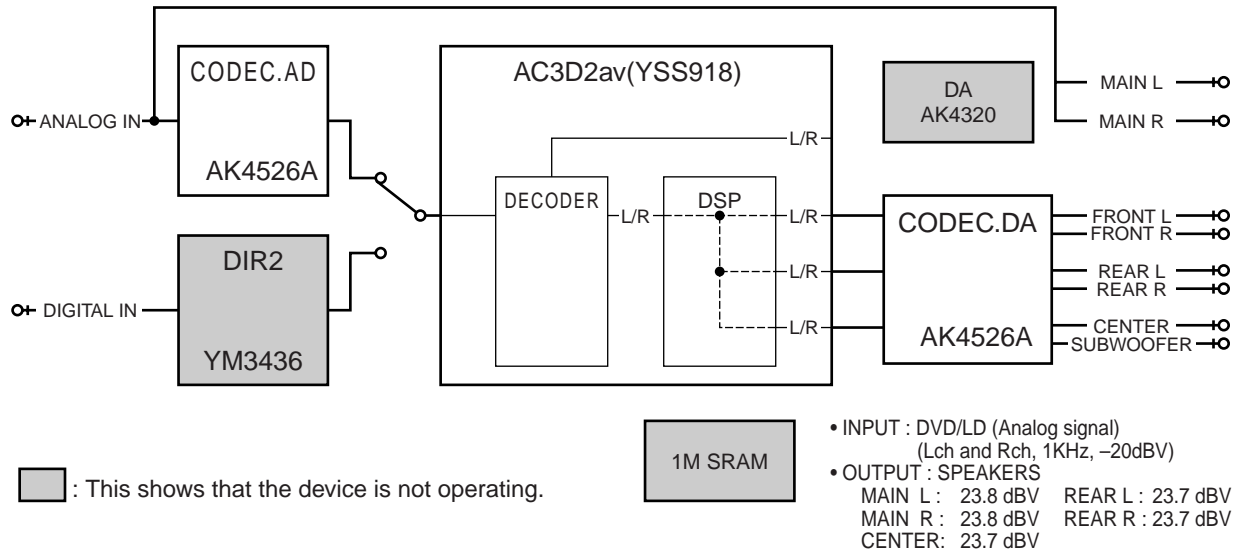 CODEC.AD
AK4526A
ANALOG IN
DIR2
YM3436
DIGITAL IN
AC3D2av(YSS918)
DECODER
L/R
L/R
DSP
L/R
L/R
L/R
DA
AK4320
MAIN L
MAIN R
CODEC.DA
AK4526A
FRONT L
FRONT R
REAR L
REAR R
CENTER
SUBWOOFER
: This shows that the device is not operating.
1M SRAM
• INPUT : DVD/LD (Analog signal)
(Lch and Rch, 1KHz, –20dBV)
• OUTPUT : SPEAKERS
MAIN L : 23.8 dBV REAR L : 23.7 dBV
MAIN R : 23.8 dBV REAR R : 23.7 dBV
CENTER: 23.7 dBV